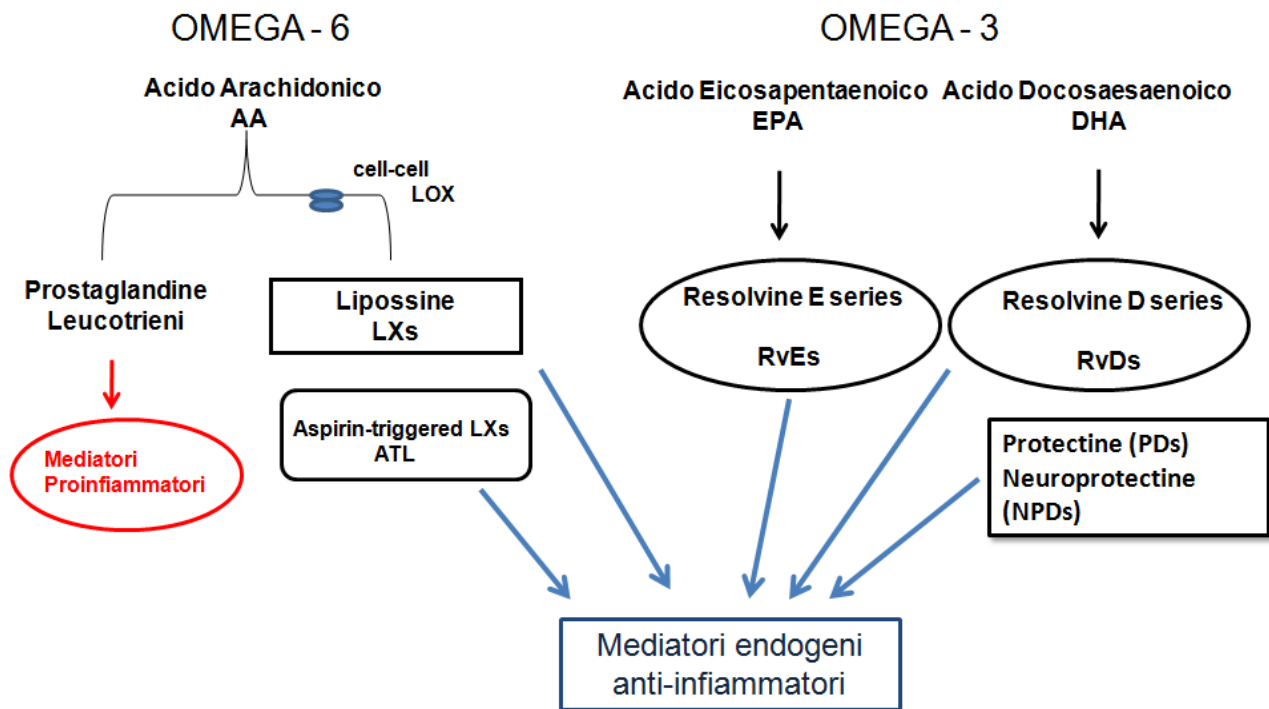 OMEGA - 6
Acido Arachidonico
AA
cell-cell
LOX
Prostaglandine
Leucotrieni
Mediatori
Proinfiammatori
Lipossine
LXs
Aspirin-triggered LXs
ATL
OMEGA - 3
Acido Eicosapentaenoico
EPA
Acido Docosaesaenoico
DHA
Resolvine E series
RvEs
Resolvine D series
RvDs
Protectine (PDs)
Neuroprotectine
(NPDs)
Mediatori endogeni
anti-infiammatori